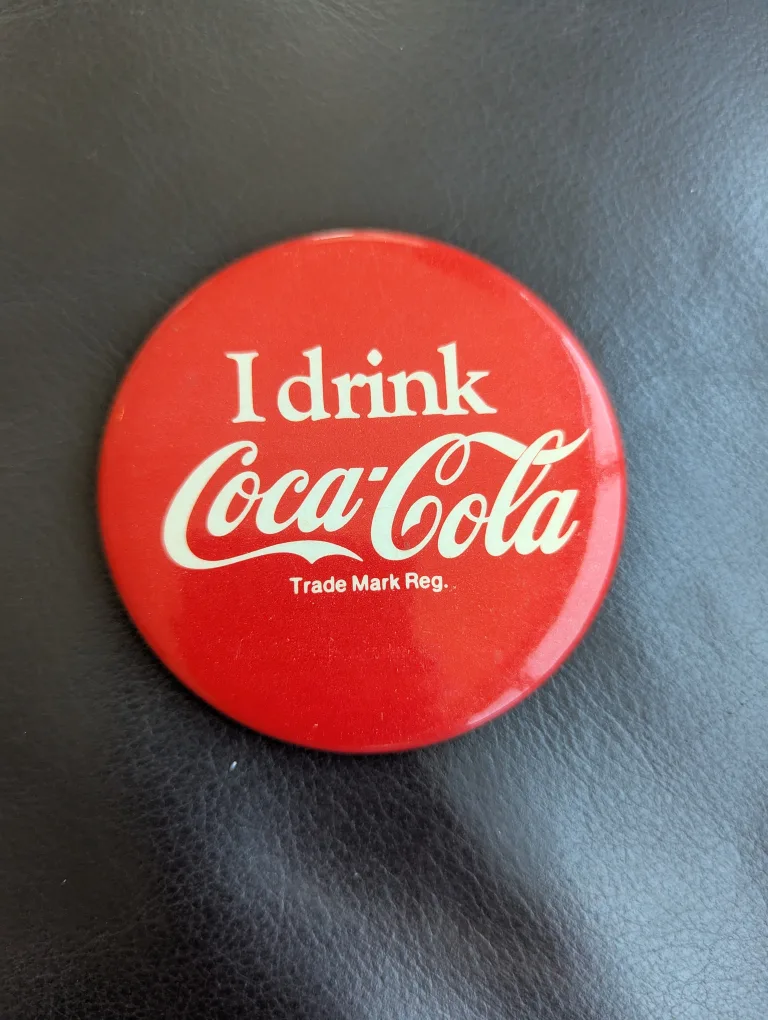 I drink
Coca-Cola
Trade Mark Reg.